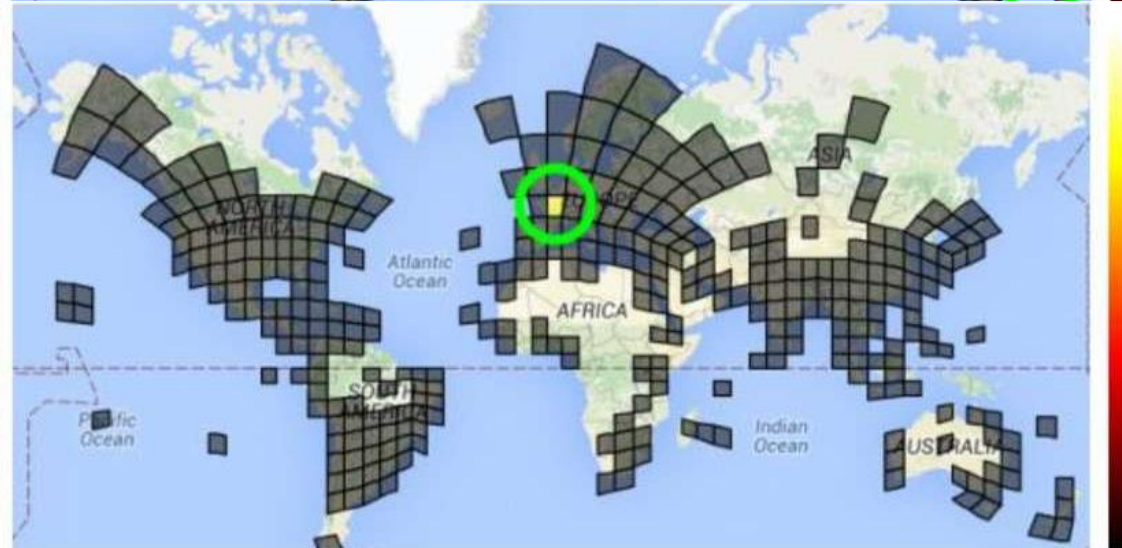 ASIA
NORTH
AMERICA
Atlantic
Ocean
AFRICA
SOUTH
AMERICA
Pacific
Ocean
Indian
Ocean
AUSTRALIA